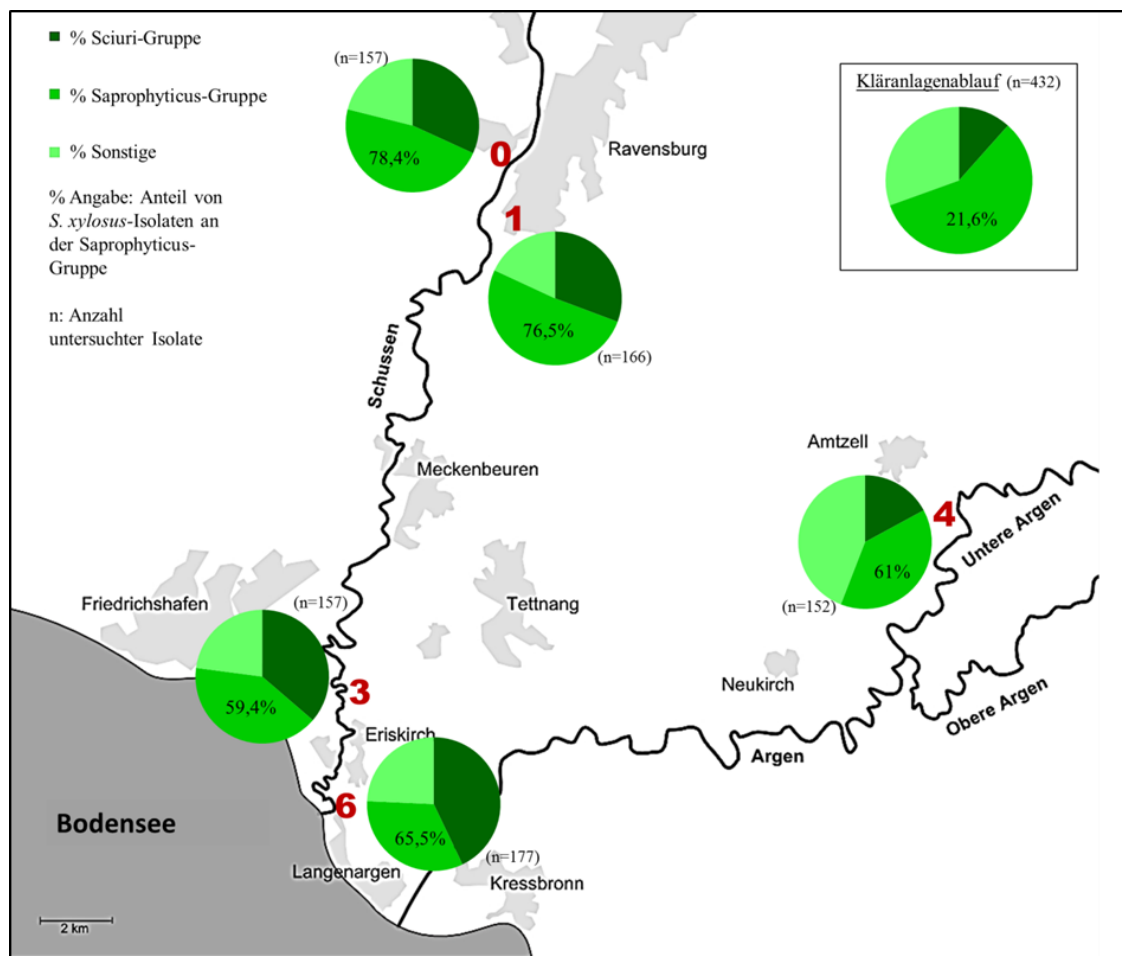 % Sciuri-Gruppe
% Saprophyticus-Gruppe
% Sonstige
% Angabe: Anteil von
S. xylosus-Isolaten an
der Saprophyticus-
Gruppe
n: Anzahl
untersuchter Isolate
(n=157)
78,4%
0
Ravensburg
1
76,5%
(n=166)
Kläranlagenablauf (n=432)
21,6%
Schussen
Meckenbeuren
Amtzell
4
61%
(n=152)
Untere Argen
Friedrichshafen
(n=157)
59,4%
3
Tettnang
Neukirch
Obere Argen
Argen
Eriskirch
6
65,5%
(n=177)
Bodensee
Langenargen
Kressbronn
2 km